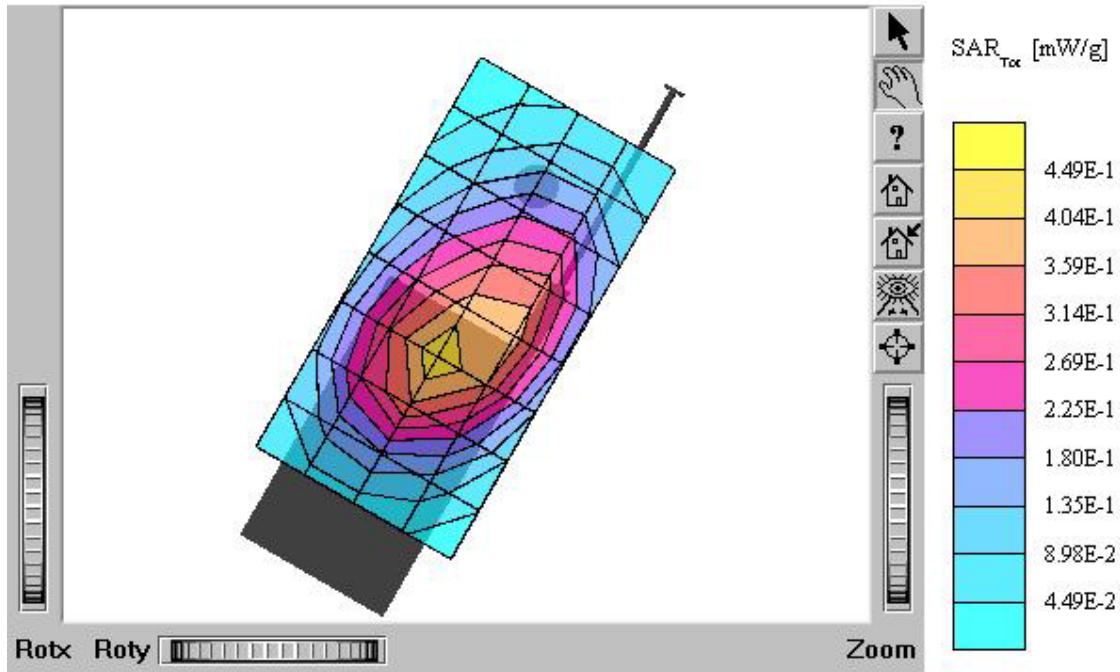 SAR_Tot [mW/g]
?
4.49E-1
4.04E-1
3.59E-1
3.14E-1
2.69E-1
2.25E-1
1.80E-1
1.35E-1
8.98E-2
4.49E-2
Rotx Roty Zoom